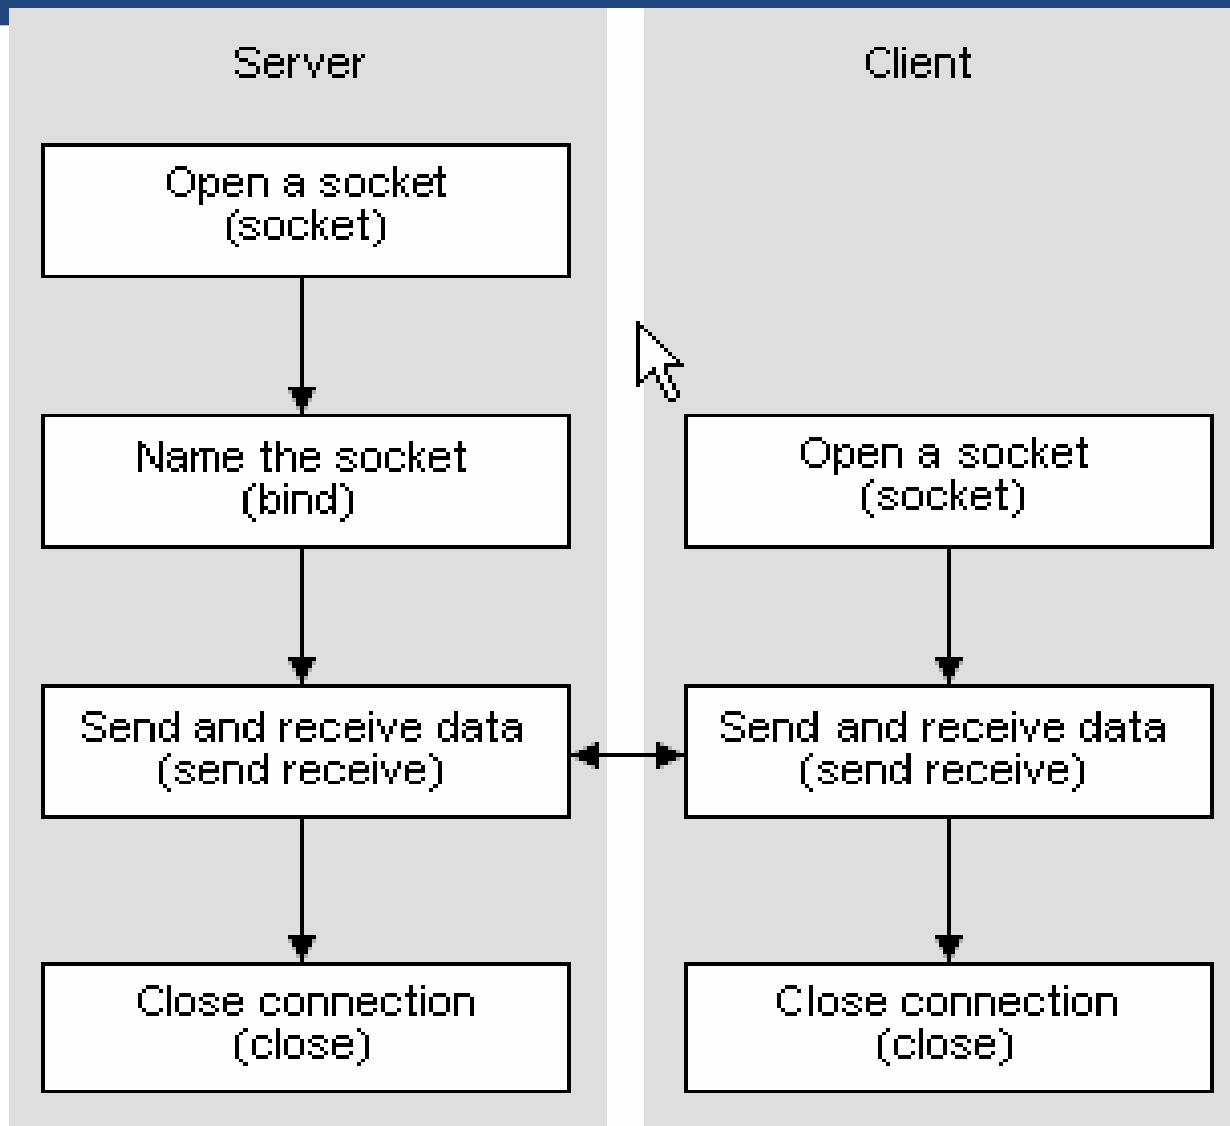 Server
Open a socket
(socket)
Name the socket
(bind)
Send and receive data
(send receive)
Close connection
(close)
Client
Open a socket
(socket)
Send and receive data
(send receive)
Close connection
(close)